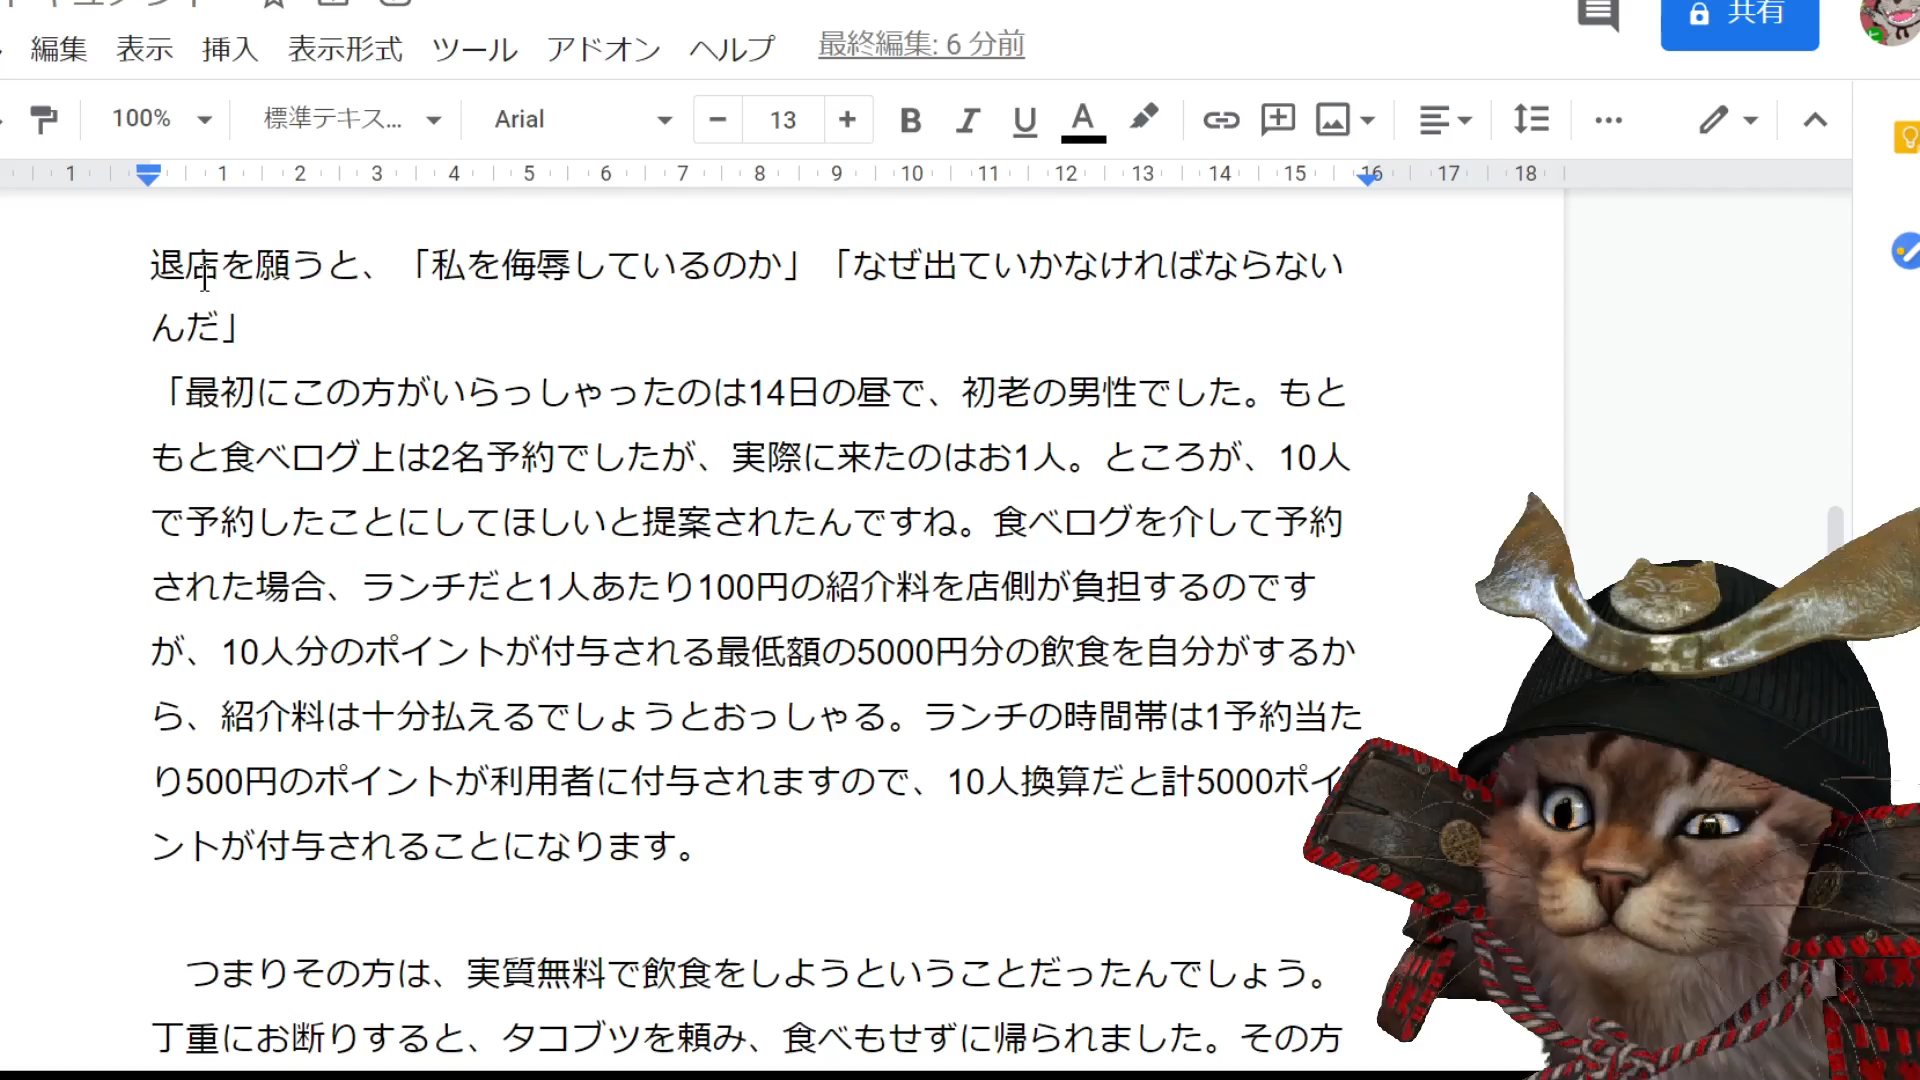 編集 表示 挿入 表示形式 ツール アドオン ヘルプ 最終編集: 6 分前 共有
100% 標準テキス... Arial − 13 + B I U A
1 1 2 3 4 5 6 7 8 9 10 11 12 13 14 15 16 17 18
退店を願うと、「私を侮辱しているのか」「なぜ出ていかなければならない
んだ」
「最初にこの方がいらっしゃったのは14日の昼で、初老の男性でした。もと
もと食べログ上は2名予約でしたが、実際に来たのはお1人。ところが、10人
で予約したことにしてほしいと提案されたんですね。食べログを介して予約
された場合、ランチだと1人あたり100円の紹介料を店側が負担するのです
が、10人分のポイントが付与される最低額の5000円分の飲食を自分がするか
ら、紹介料は十分払えるでしょうとおっしゃる。ランチの時間帯は1予約当た
り500円のポイントが利用者に付与されますので、10人換算だと計5000ポイ
ントが付与されることになります。
つまりその方は、実質無料で飲食をしようということだったんでしょう。
丁重にお断りすると、タコブツを頼み、食べもせずに帰られました。その方